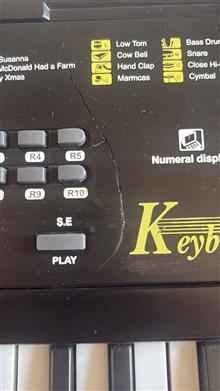 Susanna
McDonald Had a Farm
y Xmas
Low Tom
Cow Bell
Hand Clap
Marmcas
Bass Dru
Snare
Close Hi-
Cymbal
R4
R5
R9
R10
Numeral displ
S.E
PLAY
Keyb